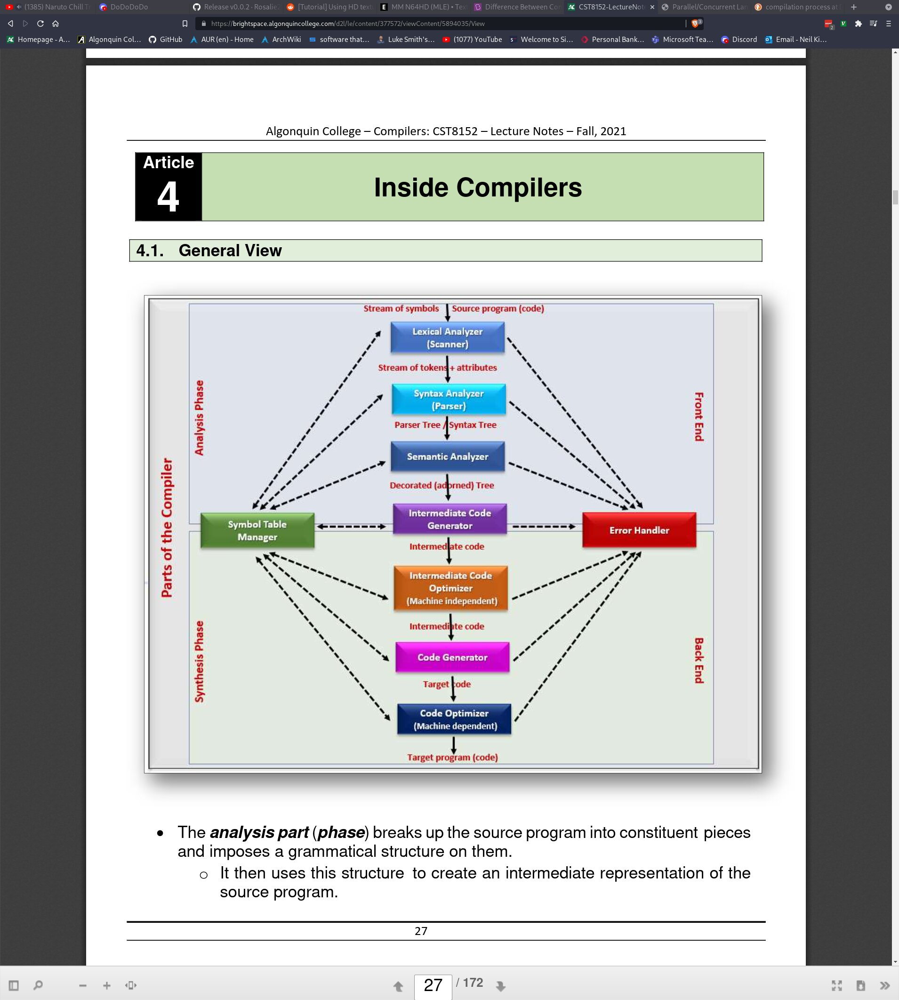 (1385) Naruto Chill Tr
DoDoDoDo
Release v0.0.2 · Rosalie2
[Tutorial] Using HD text
MM N64HD (MLE) • Tex
Difference Between Co
CST8152-LectureNot
Parallel/Concurrent Lan
compilation process at
https://brightspace.algonquincollege.com/d2l/le/content/377572/viewContent/5894035/View
3
2
Homepage - A...
Algonquin Col...
GitHub
AUR (en) - Home
ArchWiki
software that...
Luke Smith's...
(1077) YouTube
Welcome to Si...
Personal Bank...
Microsoft Tea...
Discord
Email - Neil Ki...
Algonquin College – Compilers: CST8152 – Lecture Notes – Fall, 2021
Article
4
Inside Compilers
4.1. General View
Stream of symbols Source program (code)
Lexical Analyzer
(Scanner)
Stream of tokens + attributes
Syntax Analyzer
(Parser)
Parser Tree / Syntax Tree
Semantic Analyzer
Decorated (adorned) Tree
Intermediate Code
Generator
Symbol Table
Manager
Error Handler
Intermediate code
Intermediate Code
Optimizer
(Machine independent)
Intermediate code
Code Generator
Target code
Code Optimizer
(Machine dependent)
Target program (code)
Parts of the Compiler
Analysis Phase
Synthesis Phase
Front End
Back End
• The analysis part (phase) breaks up the source program into constituent pieces
and imposes a grammatical structure on them.
o It then uses this structure to create an intermediate representation of the
source program.
27
27 / 172